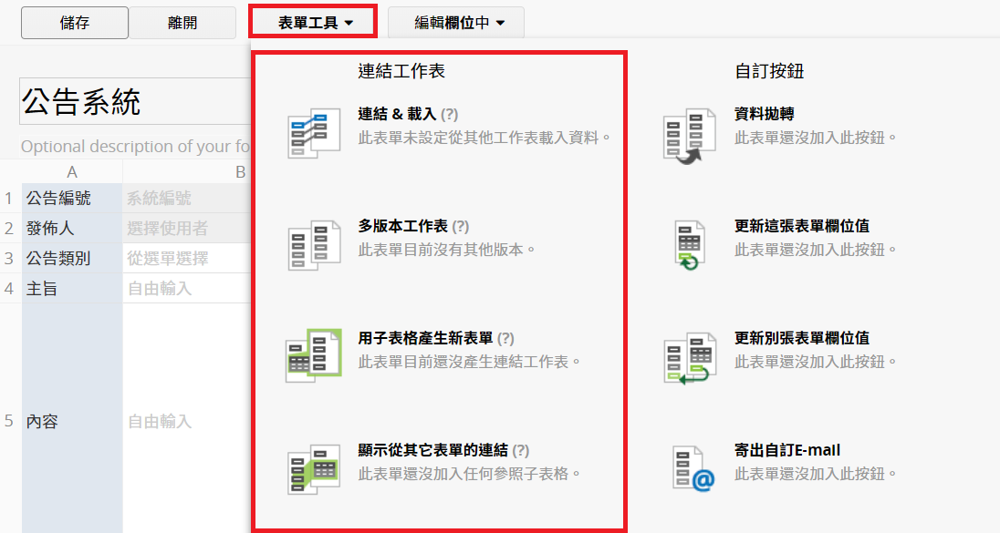 儲存
離開
表單工具
編輯欄位中
公告系統
Optional description of your fo
A
B
1 公告編號 系統編號
2 發佈人 選擇使用者
3 公告類別 從選單選擇
4 主旨 自由輸入
5 內容 自由輸入
連結工作表
連結 & 載入 (?)
此表單未設定從其他工作表載入資料。
多版本工作表 (?)
此表單目前沒有其他版本。
用子表格產生新表單 (?)
此表單目前還沒產生連結工作表。
顯示從其它表單的連結 (?)
此表單還沒加入任何參照子表格。
自訂按鈕
資料拋轉
此表單還沒加入此按鈕。
更新這張表單欄位值
此表單還沒加入此按鈕。
更新別張表單欄位值
此表單還沒加入此按鈕。
寄出自訂E-mail
此表單還沒加入此按鈕。